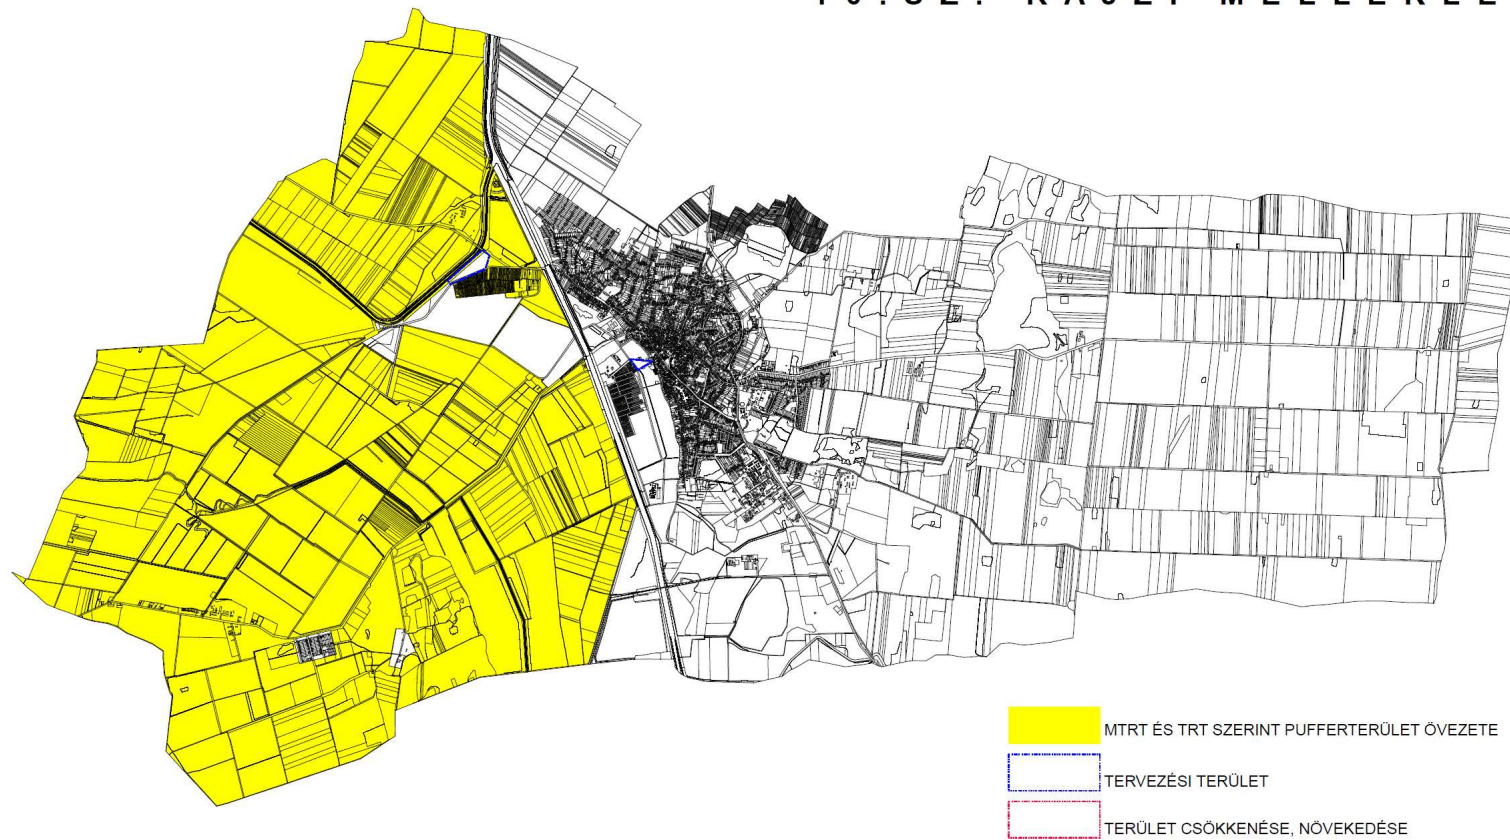 MTRT ÉS TRT SZERINT PUFFERTERÜLET ÖVEZETE
TERVEZÉSI TERÜLET
TERÜLET CSÖKKENÉSE, NÖVEKEDÉSE